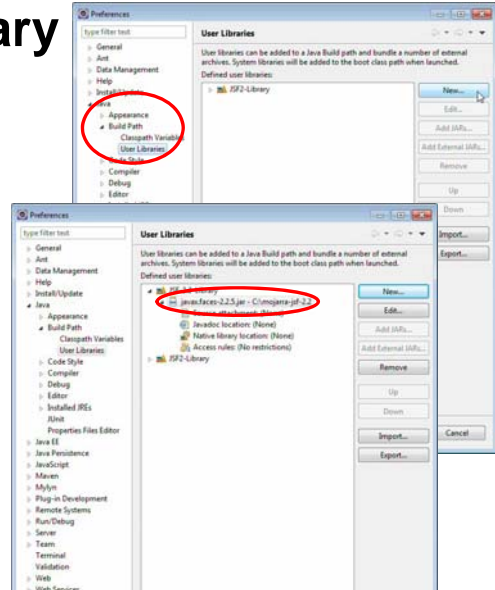 ary
Preferences
type filter text
General
Ant
Data Management
Help
Install/Update
Java
Appearance
Build Path
Classpath Variables
User Libraries
Code Style
Compiler
Debug
Editor
User Libraries
User libraries can be added to a Java Build path and bundle a number of external
archives. System libraries will be added to the boot class path when launched.
Defined user libraries:
JSF2-Library
New...
Edit...
Add JARs...
Add External JARs...
Remove
Up
Down
Import...
Export...
Cancel
Preferences
type filter text
General
Ant
Data Management
Help
Install/Update
Java
Appearance
Build Path
Classpath Variables
User Libraries
Code Style
Compiler
Debug
Editor
Installed JREs
JUnit
Properties Files Editor
Java EE
Java Persistence
JavaScript
Maven
Mylyn
Plug-in Development
Remote Systems
Run/Debug
Server
Team
Terminal
Validation
Web
Web Services
User Libraries
User libraries can be added to a Java Build path and bundle a number of external
archives. System libraries will be added to the boot class path when launched.
Defined user libraries:
javax.faces-2.2.5.jar - C:\mojarra-jsf-2.2
Source attachment: (None)
Javadoc location: (None)
Native library location: (None)
Access rules: (No restrictions)
JSF2-Library
New...
Edit...
Add JARs...
Add External JARs...
Remove
Up
Down
Import...
Export...